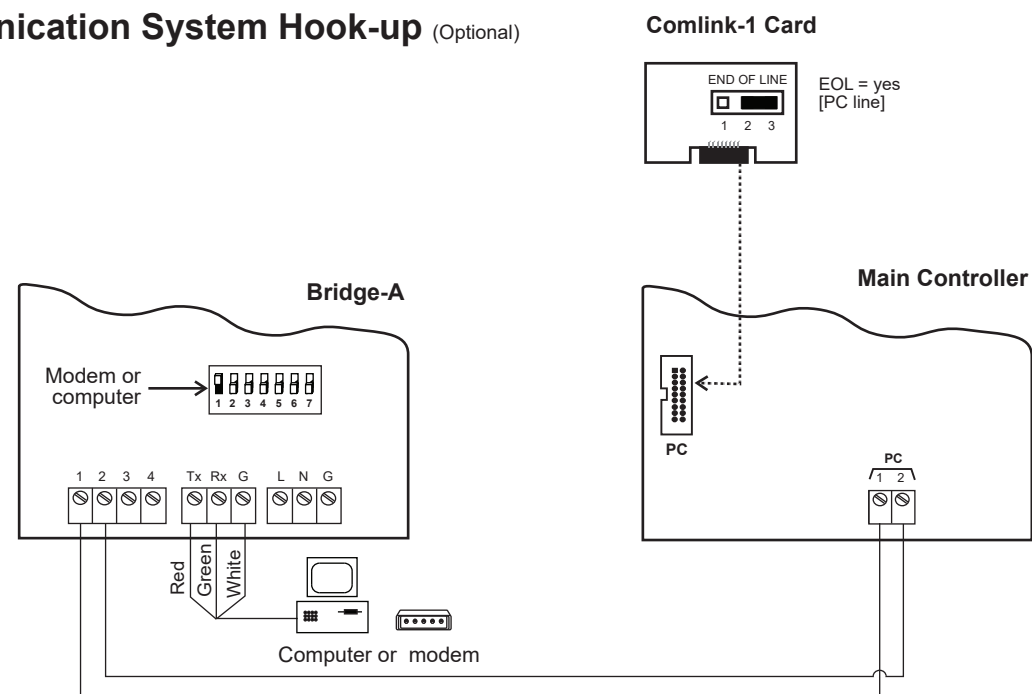 nication System Hook-up (Optional)
Comlink-1 Card
END OF LINE
1 2 3
EOL = yes
[PC line]
Bridge-A
Modem or
computer
1 2 3 4 5 6 7
1 2 3 4
Tx Rx G
L N G
Red
Green
White
Computer or modem
Main Controller
PC
PC
1 2